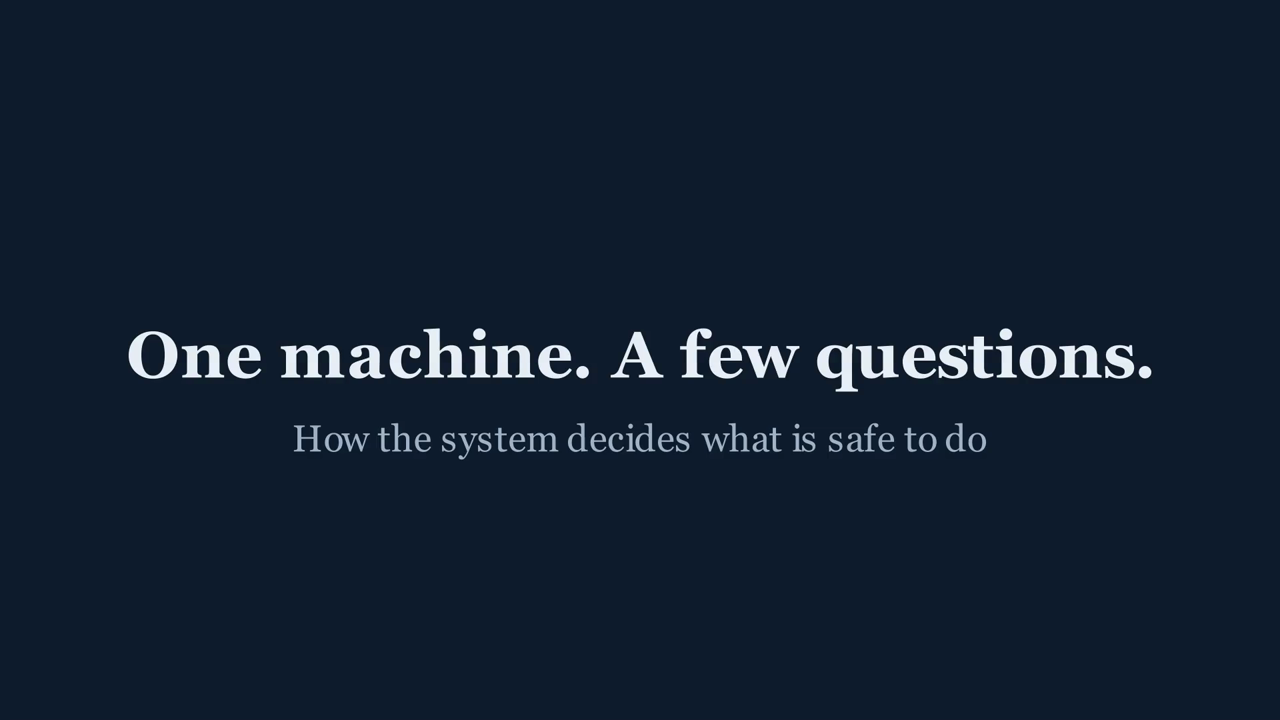 One machine. A few questions.
How the system decides what is safe to do